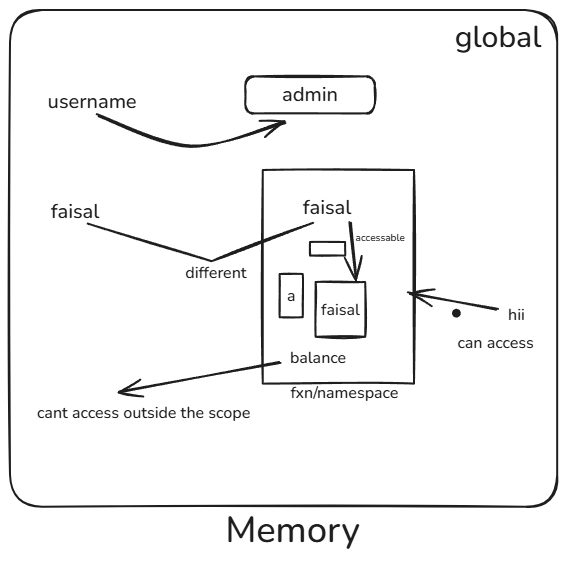 global
admin
username
faisal
faisal
accessable
different
a
faisal
hii
can access
balance
fxn/namespace
cant access outside the scope
Memory